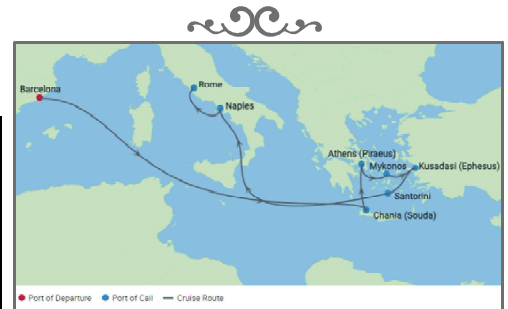 Barcelona
Rome
Naples
Athens (Piraeus)
Mykonos
Kusadasi (Ephesus)
Santorini
Chania (Souda)
Port of Departure
Port of Call
Cruise Route